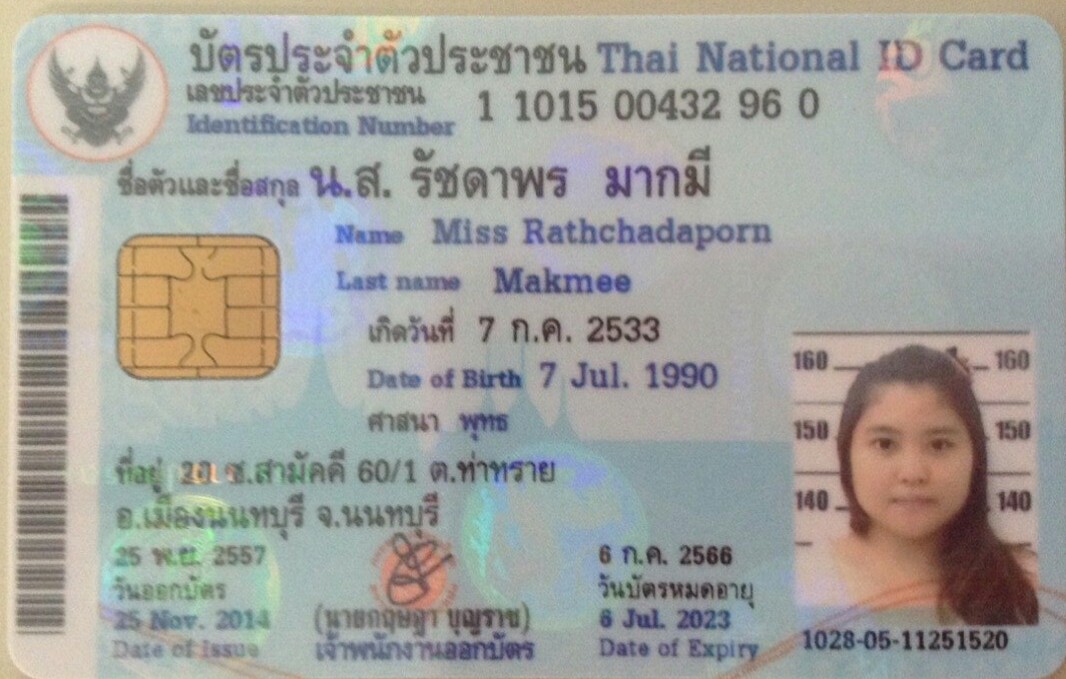 บัตรประจำตัวประชาชน Thai National ID Card
เลขประจำตัวประชาชน
Identification Number 1 1015 00432 96 0
ชื่อตัวและชื่อสกุล น.ส. รัชดาพร มากมี
Name Miss Rathchadaporn
Last name Makmee
เกิดวันที่ 7 ก.ค. 2533
Date of Birth 7 Jul. 1990
ศาสนา พุทธ
ที่อยู่ 20 ซ.สามัคคี 60/1 ต.ท่าทราย
อ.เมืองนนทบุรี จ.นนทบุรี
25 พ.ย. 2557
วันออกบัตร
25 Nov. 2014
Date of Issue
(นายกฤษฎา บุญราช)
เจ้าพนักงานออกบัตร
6 ก.ค. 2566
วันบัตรหมดอายุ
6 Jul. 2023
Date of Expiry
160 160
150 150
140 140
1028-05-11251520